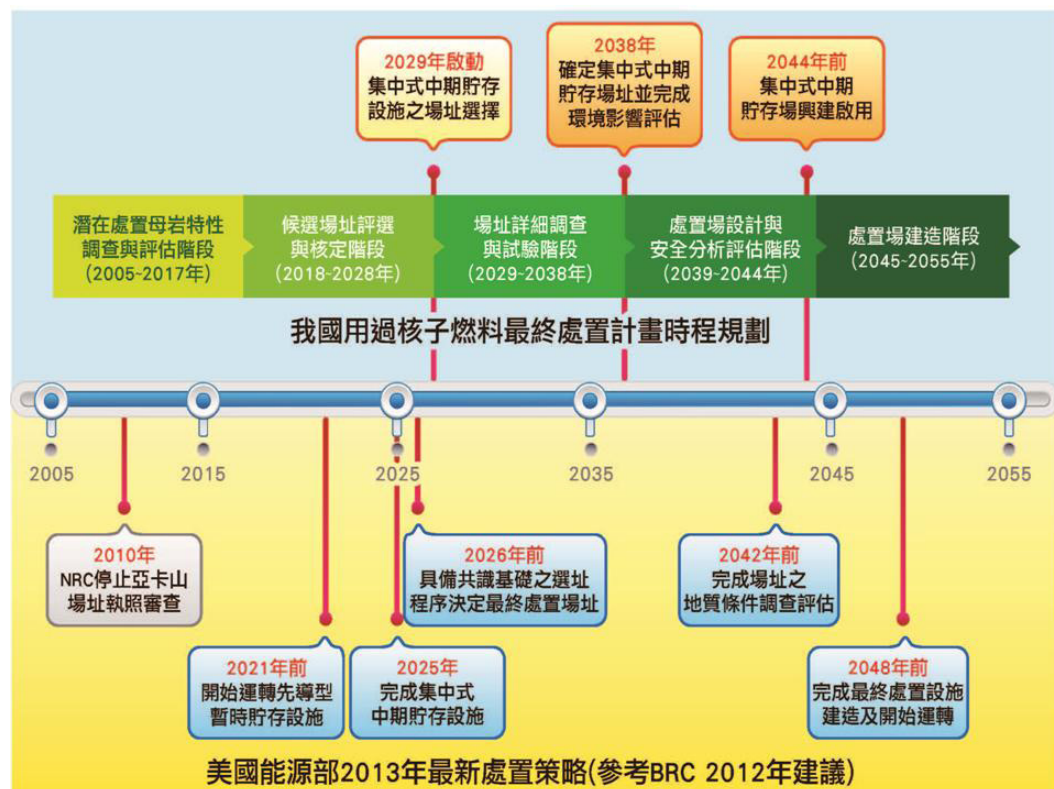 2029年啟動
集中式中期貯存
設施之場址選擇
2038年
確定集中式中期
貯存場址並完成
環境影響評估
2044年前
集中式中期
貯存場興建啟用
潛在處置母岩特性
調查與評估階段
(2005~2017年)
候選場址評選
與核定階段
(2018~2028年)
場址詳細調查
與試驗階段
(2029~2038年)
處置場設計與
安全分析評估階段
(2039~2044年)
處置場建造階段
(2045~2055年)
我國用過核子燃料最終處置計畫時程規劃
2005
2015
2025
2035
2045
2055
2010年
NRC停止亞卡山
場址執照審查
2026年前
具備共識基礎之選址
程序決定最終處置場址
2042年前
完成場址之
地質條件調查評估
2021年前
開始運轉先導型
暫時貯存設施
2025年
完成集中式
中期貯存設施
2048年前
完成最終處置設施
建造及開始運轉
美國能源部2013年最新處置策略(參考BRC 2012年建議)